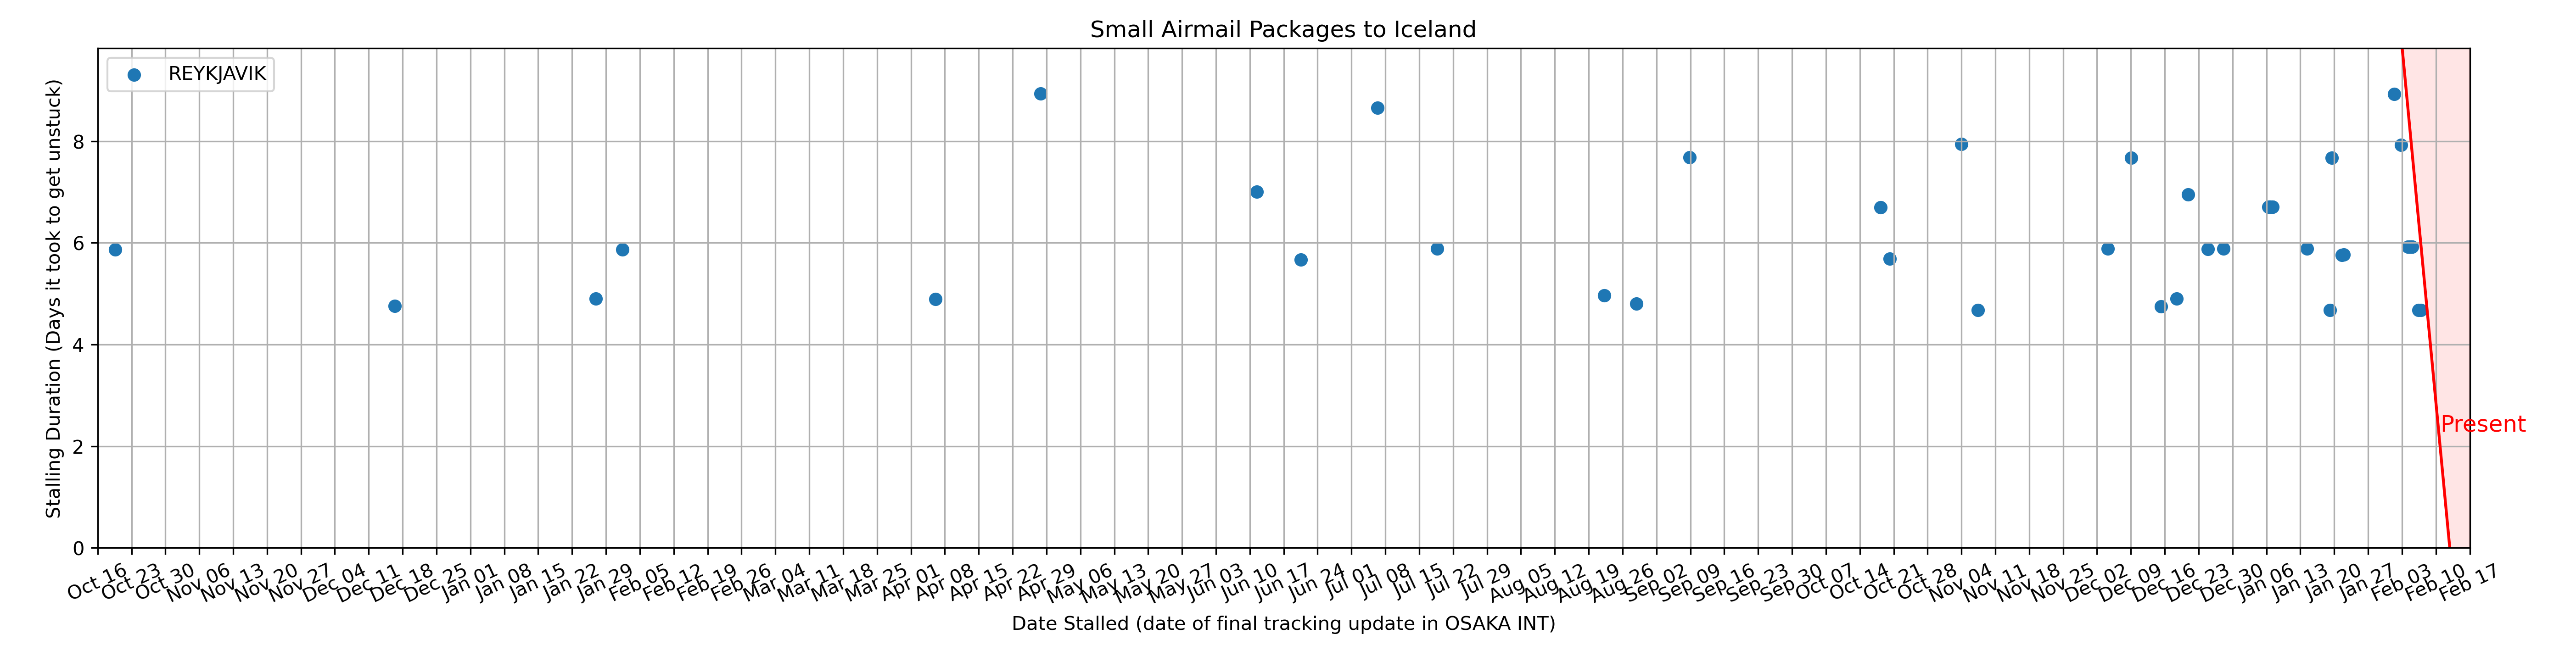 Small Airmail Packages to Iceland
REYKJAVIK
Stalling Duration (Days it took to get unstuck)
8
6
4
2
0
Present
Oct 16 Oct 23 Oct 30 Nov 06 Nov 13 Nov 20 Nov 27 Dec 04 Dec 11 Dec 18 Dec 25 Jan 01 Jan 08 Jan 15 Jan 22 Jan 29 Feb 05 Feb 12 Feb 19 Feb 26 Mar 04 Mar 11 Mar 18 Mar 25 Apr 01 Apr 08 Apr 15 Apr 22 Apr 29 May 06 May 13 May 20 May 27 Jun 03 Jun 10 Jun 17 Jun 24 Jul 01 Jul 08 Jul 15 Jul 22 Jul 29 Aug 05 Aug 12 Aug 19 Aug 26 Sep 02 Sep 09 Sep 16 Sep 23 Sep 30 Oct 07 Oct 14 Oct 21 Oct 28 Nov 04 Nov 11 Nov 18 Nov 25 Dec 02 Dec 09 Dec 16 Dec 23 Dec 30 Jan 06 Jan 13 Jan 20 Jan 27 Feb 03 Feb 10 Feb 17
Date Stalled (date of final tracking update in OSAKA INT)